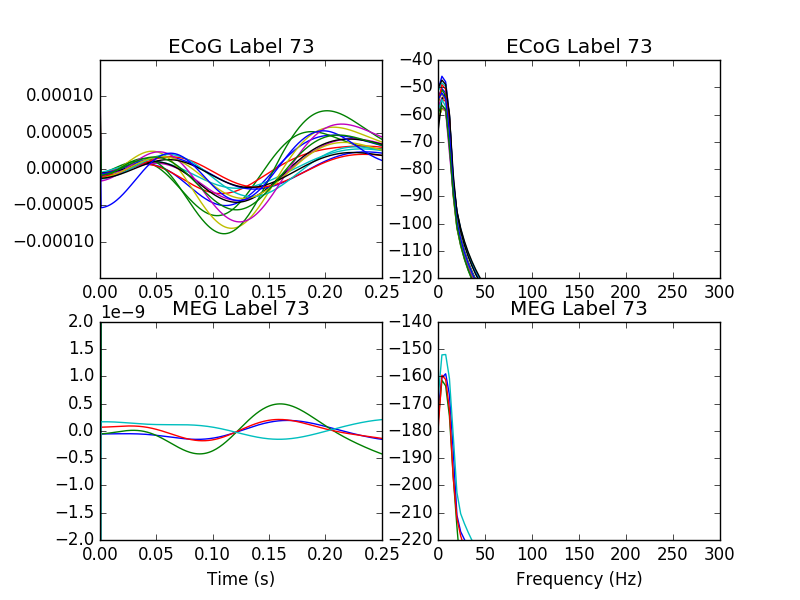 ECoG Label 73
0.00010
0.00005
0.00000
−0.00005
−0.00010
0.00 0.05 0.10 0.15 0.20 0.25
ECoG Label 73
−40
−50
−60
−70
−80
−90
−100
−110
−120
0 50 100 150 200 250 300
MEG Label 73
1e−9
2.0
1.5
1.0
0.5
0.0
−0.5
−1.0
−1.5
−2.0
0.00 0.05 0.10 0.15 0.20 0.25
Time (s)
MEG Label 73
−140
−150
−160
−170
−180
−190
−200
−210
−220
0 50 100 150 200 250 300
Frequency (Hz)